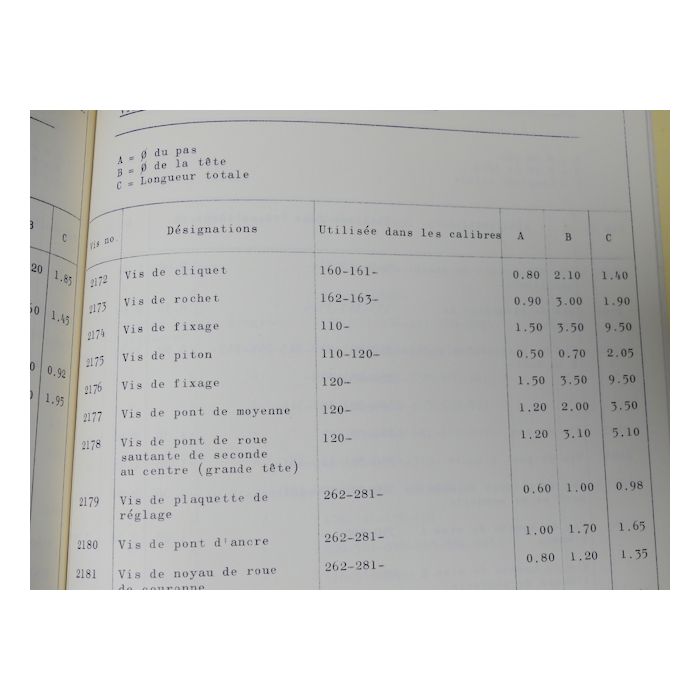 A = Ø du pas
B = Ø de la tête
C = Longueur totale
B C
20 1.85
50 1.45
0 0.92
0 1.95
Vis no. Désignations Utilisée dans les calibres A B C
2172 Vis de cliquet 160-161- 0.80 2.10 1.40
2173 Vis de rochet 162-163- 0.90 3.00 1.90
2174 Vis de fixage 110- 1.50 3.50 9.50
2175 Vis de piton 110-120- 0.50 0.70 2.05
2176 Vis de fixage 120- 1.50 3.50 9.50
2177 Vis de pont de moyenne 120- 1.20 2.00 3.50
2178 Vis de pont de roue 120- 1.20 3.10 5.10
sautante de seconde
au centre (grande tête)
2179 Vis de plaquette de 262-281- 0.60 1.00 0.98
réglage
2180 Vis de pont d'ancre 262-281- 1.00 1.70 1.65
2181 Vis de noyau de roue 262-281- 0.80 1.20 1.35
de couronne